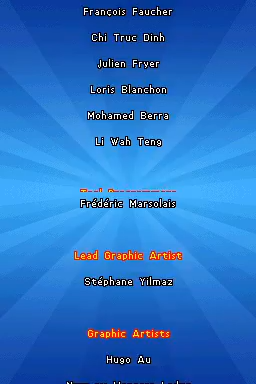 François Faucher
Chi Truc Dinh
Julien Fryer
Loris Blanchon
Mohamed Berra
Li Wah Teng
Frédéric Marsolais
Lead Graphic Artist
Stéphane Yilmaz
Graphic Artists
Hugo Au